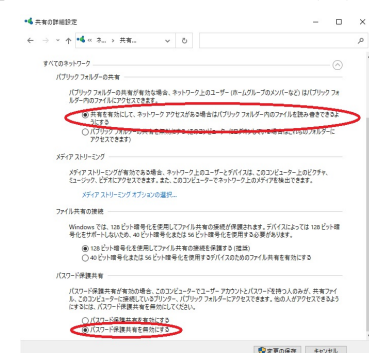 共有の詳細設定
« ネ... › 共有...
すべてのネットワーク
パブリック フォルダーの共有
パブリック フォルダーの共有が有効な場合、ネットワーク上のユーザー (ホームグループのメンバーなど) はパブリック フォ
ルダー内のファイルにアクセスできます。
共有を有効にして、ネットワーク アクセスがある場合はパブリック フォルダー内のファイルを読み書きできるよ
うにする
アクセスできます)
メディア ストリーミング
メディア ストリーミングが有効である場合、ネットワーク上のユーザーとデバイスは、このコンピューター上のピクチャ、
ミュージック、ビデオにアクセスできます。また、このコンピューターでネットワーク上のメディアを検出できます。
メディア ストリーミング オプションの選択...
ファイル共有の接続
Windows では、128 ビット暗号化を使用してファイル共有の接続が保護されます。デバイスによっては 128 ビット暗
号化をサポートしないため、40 ビット暗号化または 56 ビット暗号化を使用する必要があります。
128 ビット暗号化を使用してファイル共有の接続を保護する (推奨)
40 ビット暗号化または 56 ビット暗号化を使用するデバイスのためのファイル共有を有効にする
パスワード保護共有
パスワード保護共有が有効の場合、このコンピューターでユーザー アカウントとパスワードを持つ人のみが、共有ファイ
ル、このコンピューターに接続しているプリンター、パブリック フォルダーにアクセスできます。他の人がアクセスできるよう
にするには、パスワード保護共有を無効にしてください。
パスワード保護共有を有効にする
パスワード保護共有を無効にする
変更の保存 キャンセル